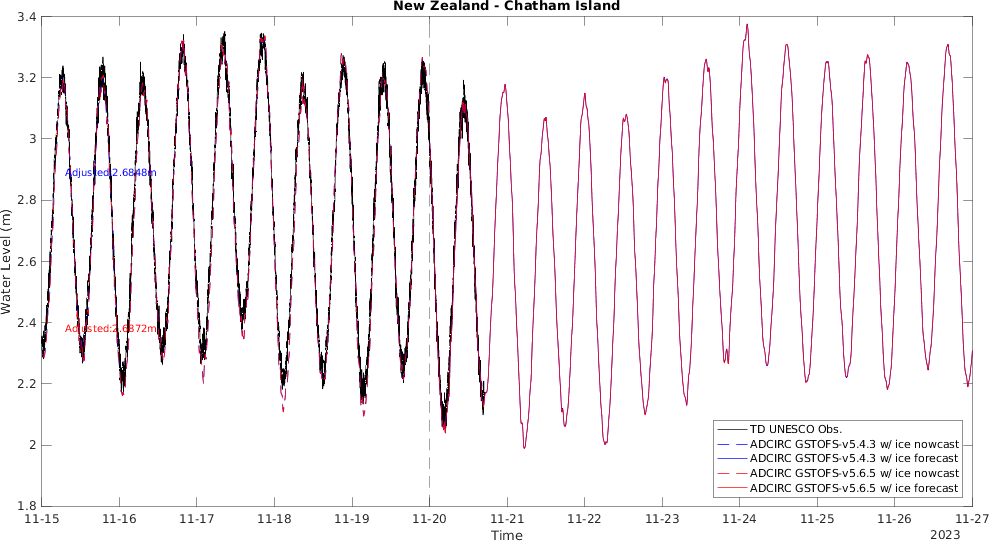 New Zealand - Chatham Island
3.4
3.2
3
2.8
2.6
2.4
2.2
2
1.8
Water Level (m)
Adjusted:2.6848m
Adjusted:2.6372m
TD UNESCO Obs.
ADCIRC GSTOFS-v5.4.3 w/ ice nowcast
ADCIRC GSTOFS-v5.4.3 w/ ice forecast
ADCIRC GSTOFS-v5.6.5 w/ ice nowcast
ADCIRC GSTOFS-v5.6.5 w/ ice forecast
11-15 11-16 11-17 11-18 11-19 11-20 11-21 11-22 11-23 11-24 11-25 11-26 11-27
Time
2023